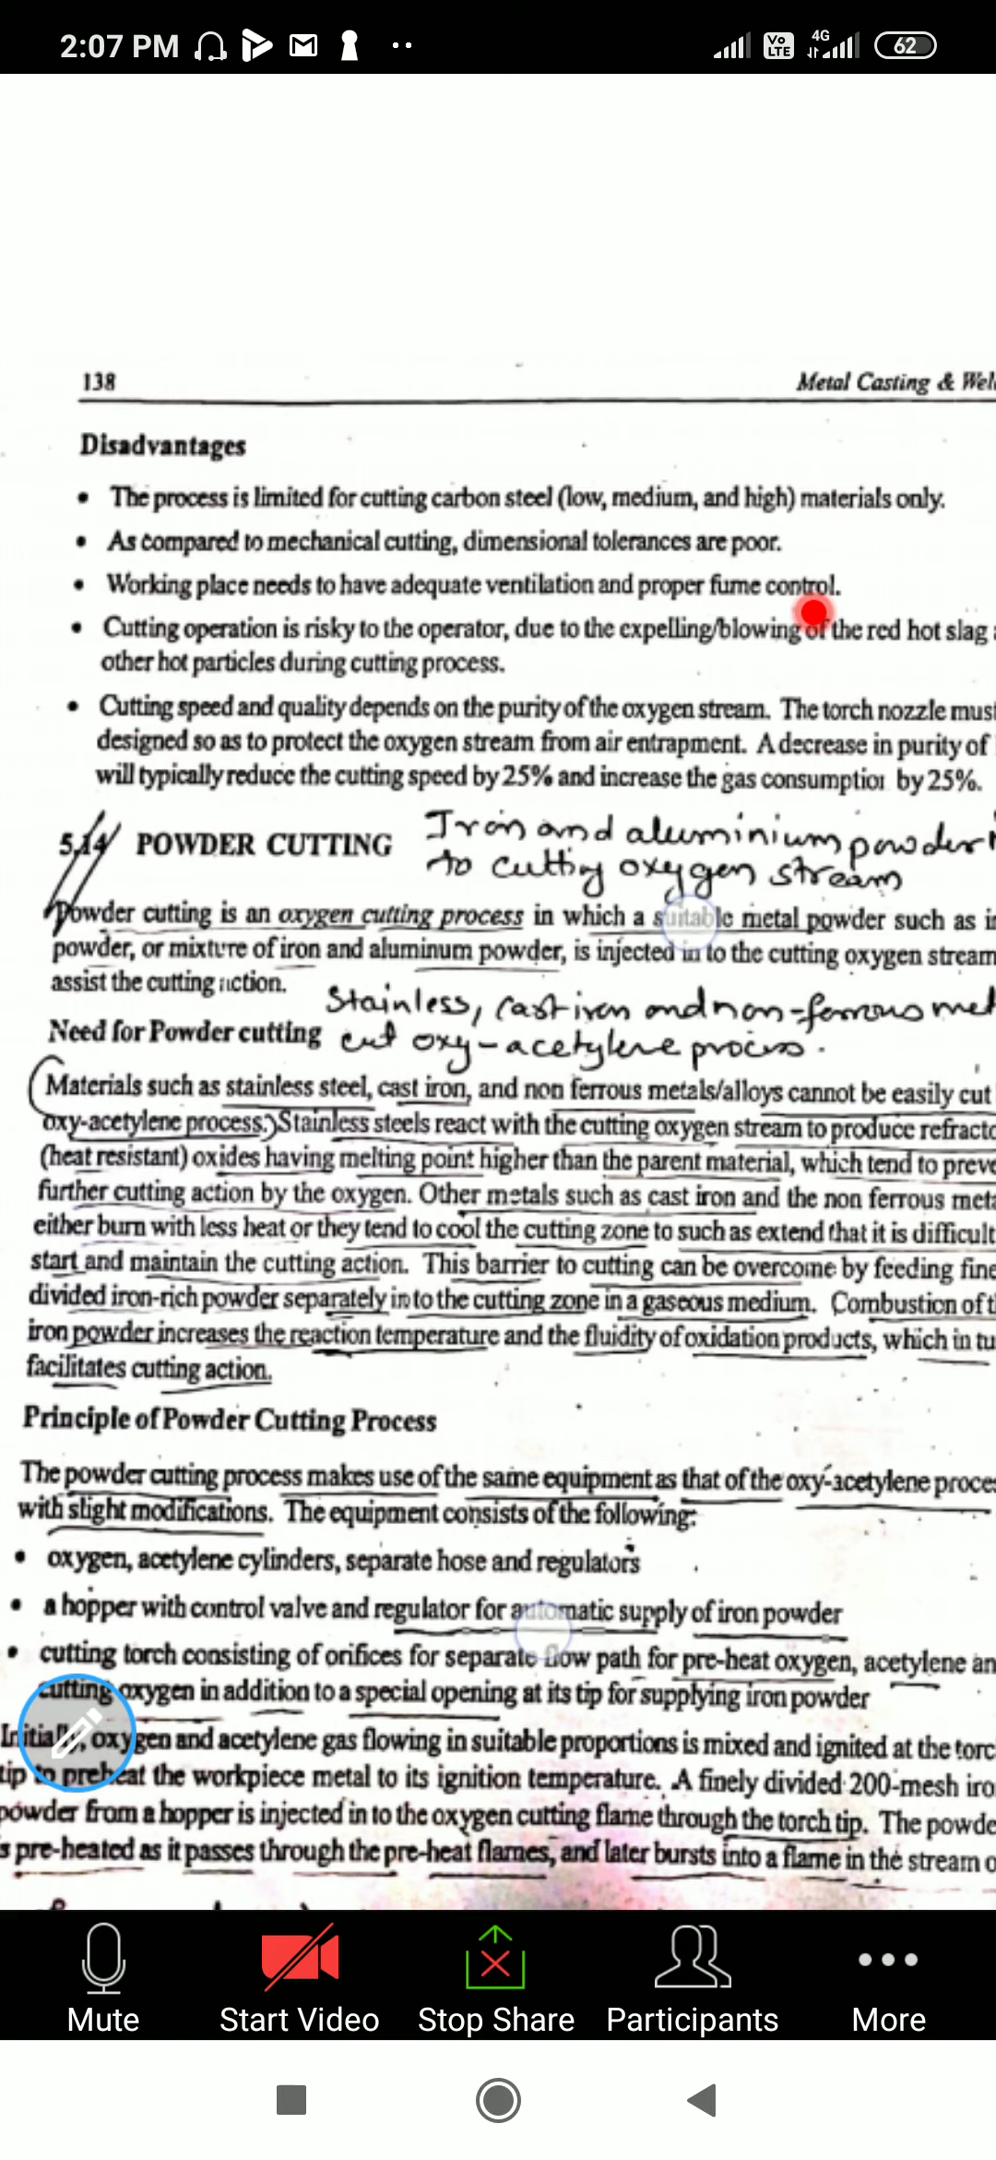 2:07 PM
Vo LTE
4G
62
138
Metal Casting & Wel
Disadvantages
• The process is limited for cutting carbon steel (low, medium, and high) materials only.
• As compared to mechanical cutting, dimensional tolerances are poor.
• Working place needs to have adequate ventilation and proper fume control.
• Cutting operation is risky to the operator, due to the expelling/blowing of the red hot slag
other hot particles during cutting process.
• Cutting speed and quality depends on the purity of the oxygen stream. The torch nozzle must
designed so as to protect the oxygen stream from air entrapment. A decrease in purity of
will typically reduce the cutting speed by 25% and increase the gas consumption by 25%.
Iron and aluminium powder
5.14 POWDER CUTTING
to cutting oxygen stream
Powder cutting is an oxygen cutting process in which a suitable metal powder such as
powder, or mixture of iron and aluminum powder, is injected in to the cutting oxygen stream
assist the cutting action.
Stainless, cast iron and non-ferrous met
Need for Powder cutting
cut oxy-acetylene process.
Materials such as stainless steel, cast iron, and non ferrous metals/alloys cannot be easily cut
oxy-acetylene process. Stainless steels react with the cutting oxygen stream to produce refracto
(heat resistant) oxides having melting point higher than the parent material, which tend to preve
further cutting action by the oxygen. Other metals such as cast iron and the non ferrous meta
either burn with less heat or they tend to cool the cutting zone to such as extend that it is difficult
start and maintain the cutting action. This barrier to cutting can be overcome by feeding fine
divided iron-rich powder separately into the cutting zone in a gaseous medium. Combustion of t
iron powder increases the reaction temperature and the fluidity of oxidation products, which in tu
facilitates cutting action.
Principle of Powder Cutting Process
The powder cutting process makes use of the same equipment as that of the oxy-acetylene proces
with slight modifications. The equipment consists of the following:
• oxygen, acetylene cylinders, separate hose and regulators
• a hopper with control valve and regulator for automatic supply of iron powder
• cutting torch consisting of orifices for separate flow path for pre-heat oxygen, acetylene an
cutting oxygen in addition to a special opening at its tip for supplying iron powder
Initially, oxygen and acetylene gas flowing in suitable proportions is mixed and ignited at the torc
tip to preheat the workpiece metal to its ignition temperature. A finely divided 200-mesh iro
powder from a hopper is injected in to the oxygen cutting flame through the torch tip. The powde
s pre-heated as it passes through the pre-heat flames, and later bursts into a flame in the stream o
Mute
Start Video
Stop Share
Participants
More